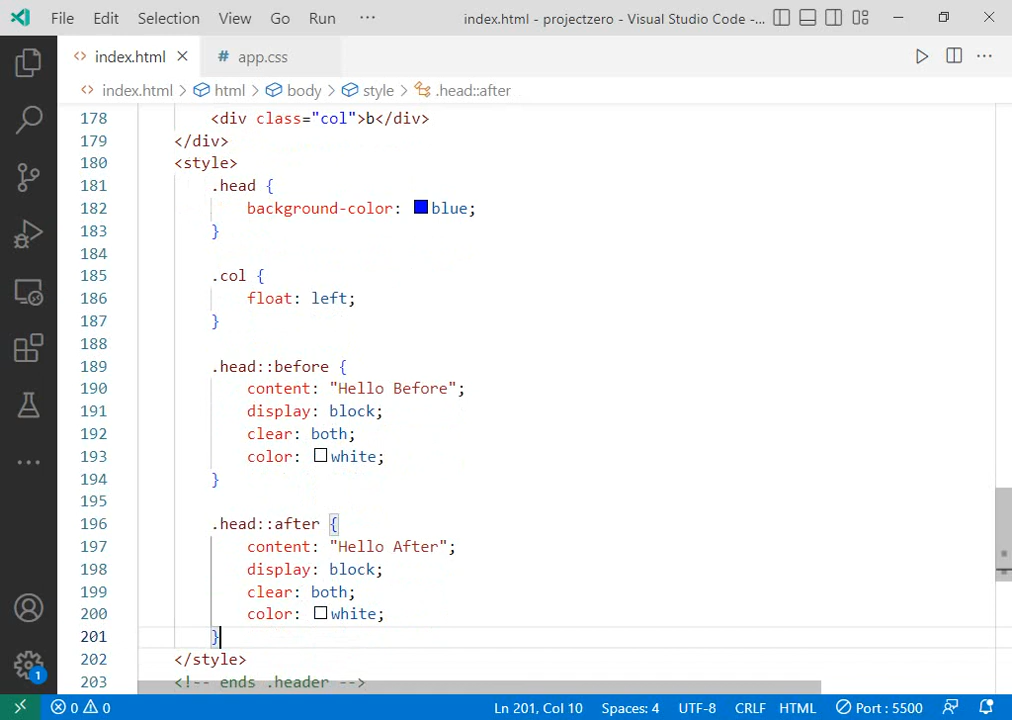 File Edit Selection View Go Run ··· index.html - projectzero - Visual Studio Code -...
<> index.html × # app.css
<> index.html > html > body > style > .head::after
178 <div class="col">b</div>
179 </div>
180 <style>
181 .head {
182 background-color: blue;
183 }
184
185 .col {
186 float: left;
187 }
188
189 .head::before {
190 content: "Hello Before";
191 display: block;
192 clear: both;
193 color: white;
194 }
195
196 .head::after {
197 content: "Hello After";
198 display: block;
199 clear: both;
200 color: white;
201 }
202 </style>
203 <!-- ends .header -->
1
0 0 Ln 201, Col 10 Spaces: 4 UTF-8 CRLF HTML Port : 5500